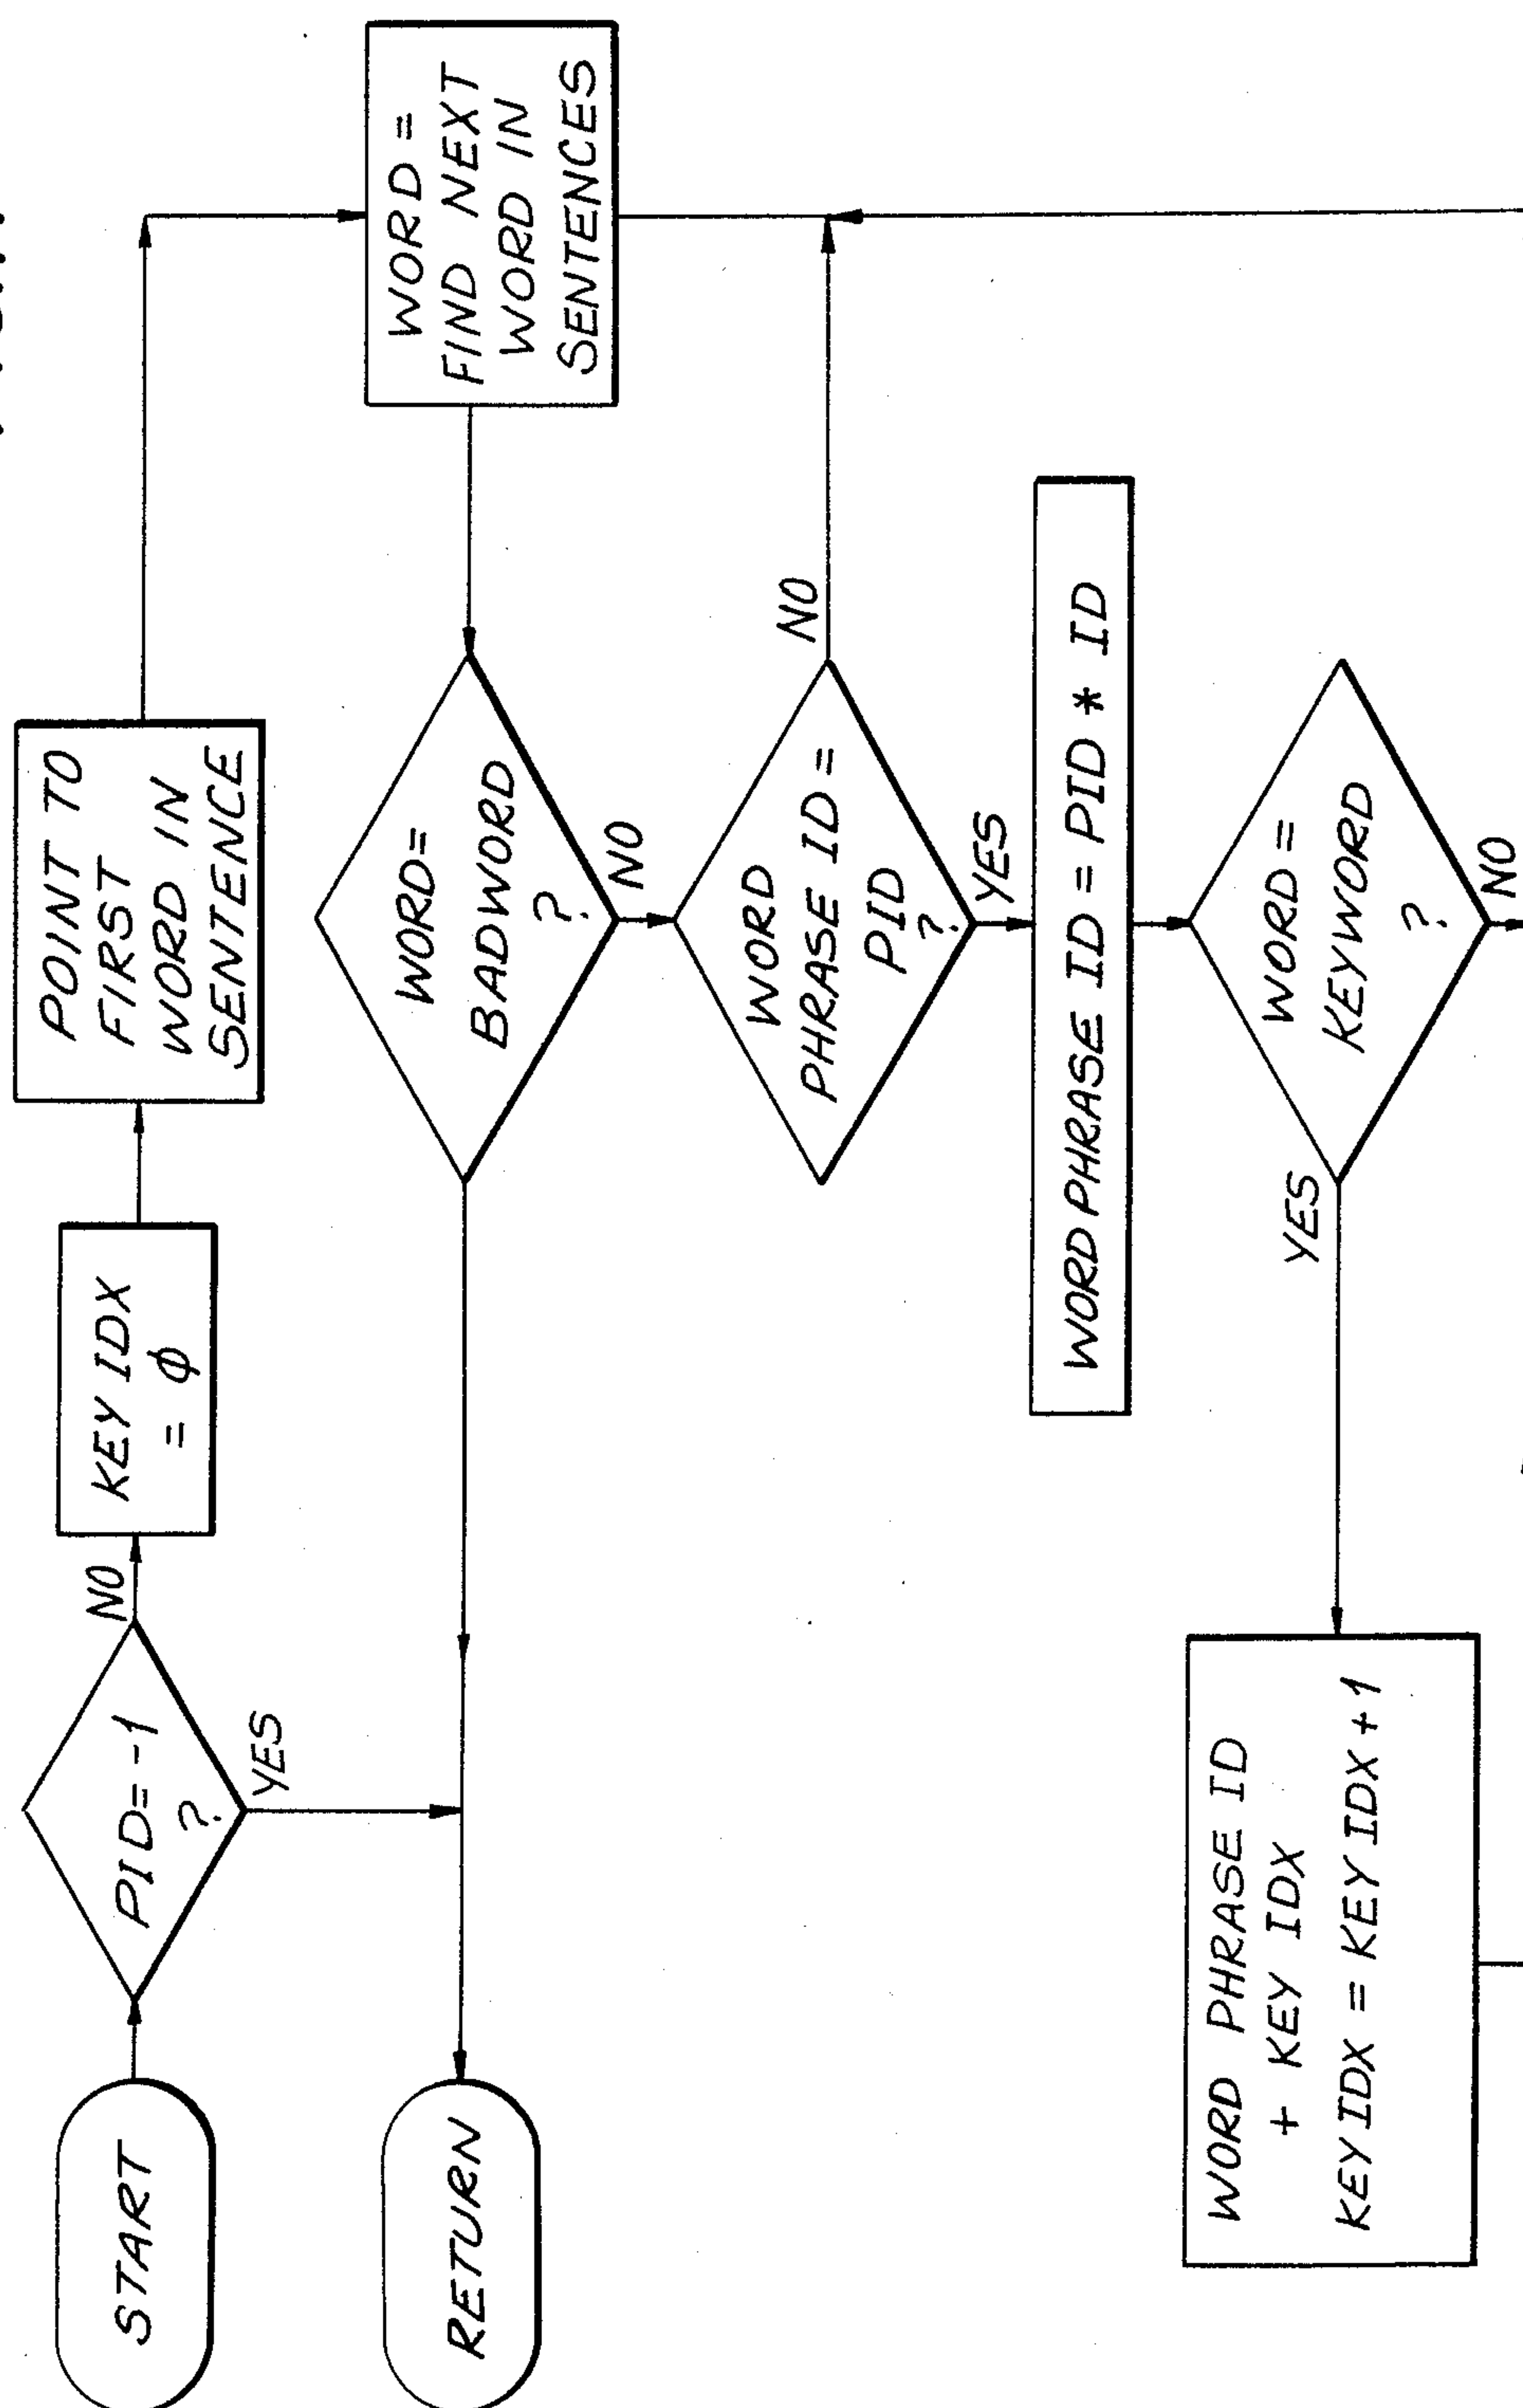 START
PID=-1
?
NO
YES
KEY IDX
= ϕ
POINT TO
FIRST
WORD IN
SENTENCE
WORD =
FIND NEXT
WORD IN
SENTENCES
WORD=
BADWORD
?
NO
RETURN
WORD
PHRASE ID =
PID
?
NO
YES
WORD PHRASE ID = PID * ID
WORD =
KEYWORD
?
YES
NO
WORD PHRASE ID
+ KEY IDX
KEY IDX = KEY IDX + 1